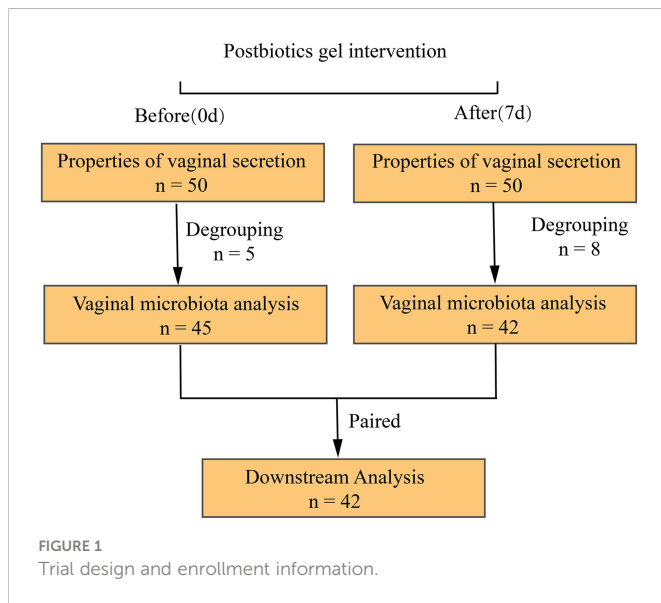 Postbiotics gel intervention
Before(0d)
After(7d)
Properties of vaginal secretion
n = 50
Properties of vaginal secretion
n = 50
Degrouping
n = 5
Degrouping
n = 8
Vaginal microbiota analysis
n = 45
Vaginal microbiota analysis
n = 42
Paired
Downstream Analysis
n = 42
FIGURE 1
Trial design and enrollment information.